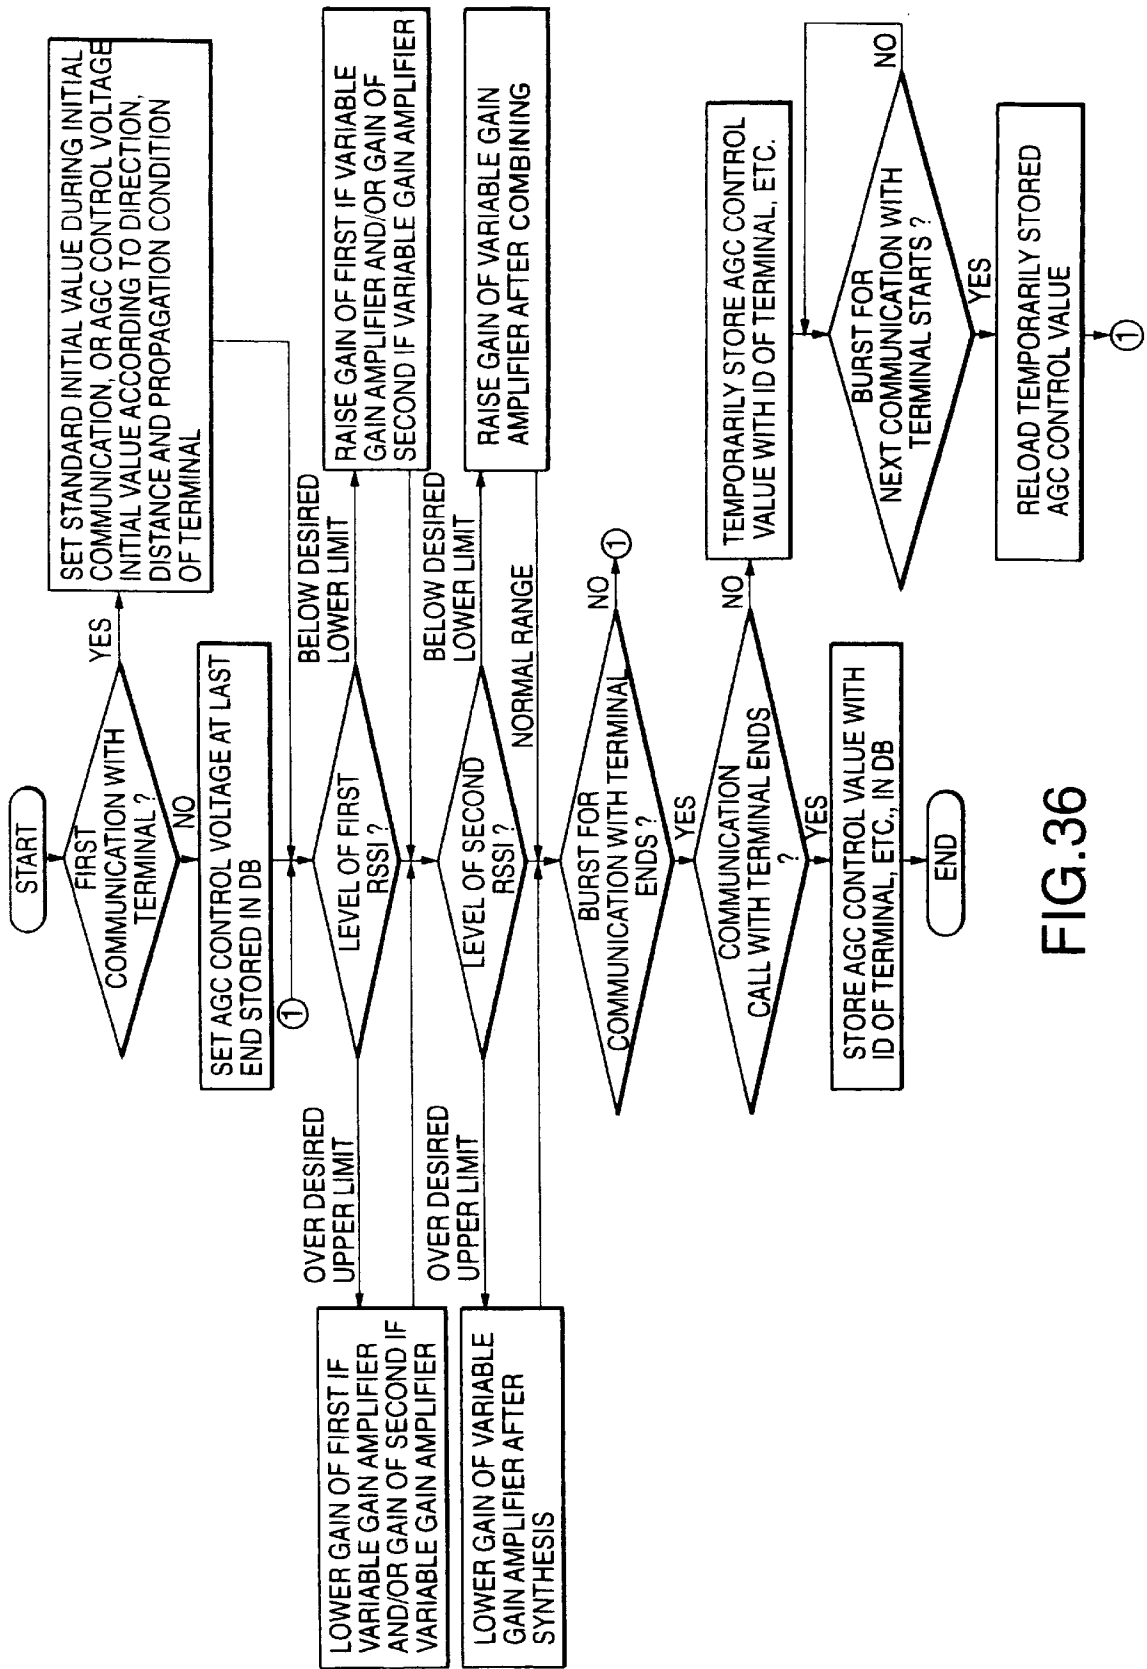 START
FIRST
COMMUNICATION WITH
TERMINAL ?
YES
SET STANDARD INITIAL VALUE DURING INITIAL
COMMUNICATION, OR AGC CONTROL VOLTAGE
INITIAL VALUE ACCORDING TO DIRECTION,
DISTANCE AND PROPAGATION CONDITION
OF TERMINAL
NO
SET AGC CONTROL VOLTAGE AT LAST
END STORED IN DB
1
LEVEL OF FIRST
RSSI ?
BELOW DESIRED
LOWER LIMIT
RAISE GAIN OF FIRST IF VARIABLE
GAIN AMPLIFIER AND/OR GAIN OF
SECOND IF VARIABLE GAIN AMPLIFIER
OVER DESIRED
UPPER LIMIT
LOWER GAIN OF FIRST IF
VARIABLE GAIN AMPLIFIER
AND/OR GAIN OF SECOND IF
VARIABLE GAIN AMPLIFIER
LEVEL OF SECOND
RSSI ?
BELOW DESIRED
LOWER LIMIT
RAISE GAIN OF VARIABLE GAIN
AMPLIFIER AFTER COMBINING
OVER DESIRED
UPPER LIMIT
LOWER GAIN OF VARIABLE
GAIN AMPLIFIER AFTER
SYNTHESIS
NORMAL RANGE
BURST FOR
COMMUNICATION WITH TERMINAL
ENDS ?
NO
1
YES
COMMUNICATION
CALL WITH TERMINAL ENDS
?
NO
TEMPORARILY STORE AGC CONTROL
VALUE WITH ID OF TERMINAL, ETC.
YES
STORE AGC CONTROL VALUE WITH
ID OF TERMINAL, ETC., IN DB
END
BURST FOR
NEXT COMMUNICATION WITH
TERMINAL STARTS ?
NO
YES
RELOAD TEMPORARILY STORED
AGC CONTROL VALUE
1
FIG.36